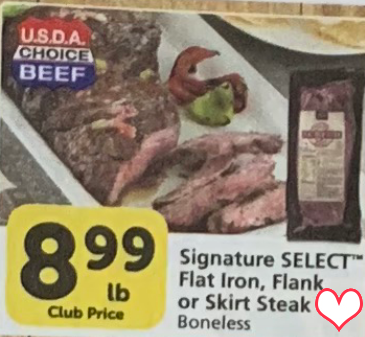 U.S.D.A.
CHOICE
BEEF
8.99
lb
Club Price
Signature SELECT™
Flat Iron, Flank
or Skirt Steak
Boneless